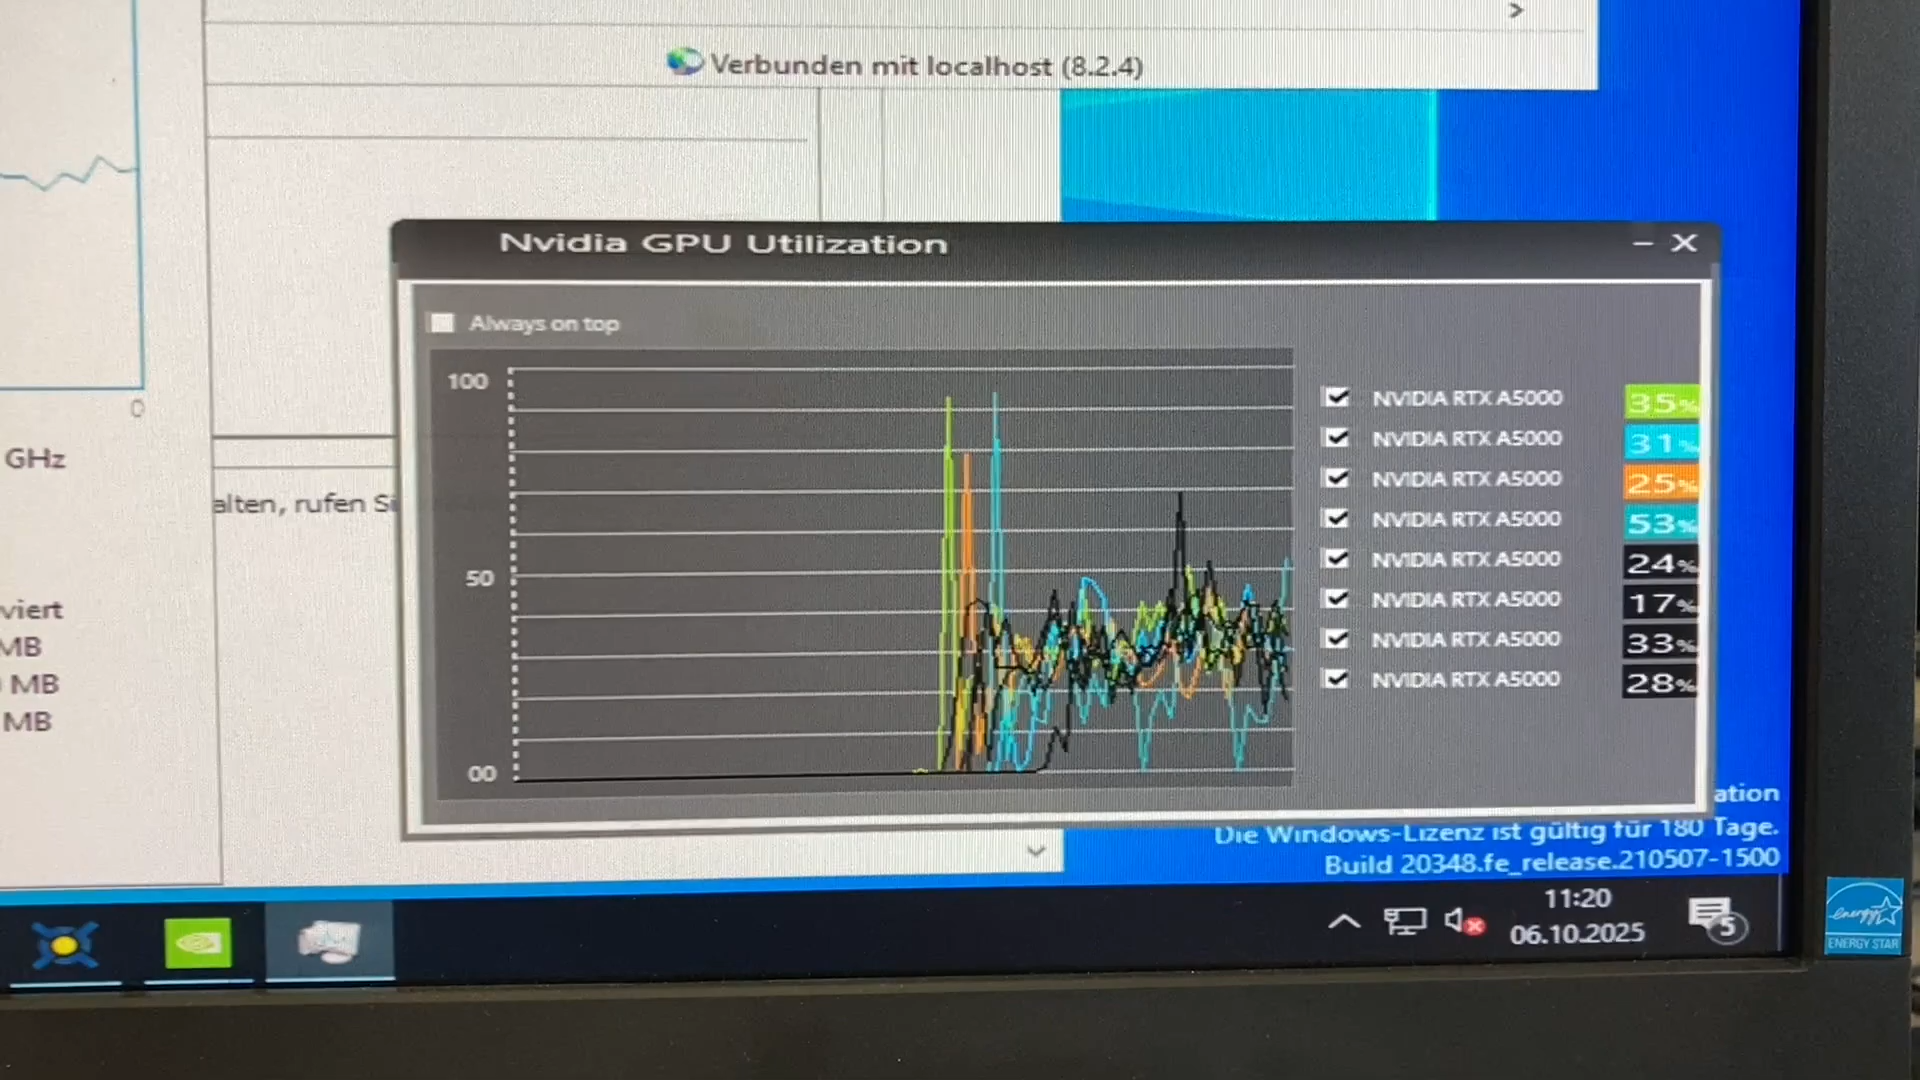 Verbunden mit localhost (8.2.4)
Nvidia GPU Utilization
Always on top
100
50
00
NVIDIA RTX A5000 35%
NVIDIA RTX A5000 31%
NVIDIA RTX A5000 25%
NVIDIA RTX A5000 53%
NVIDIA RTX A5000 24%
NVIDIA RTX A5000 17%
NVIDIA RTX A5000 33%
NVIDIA RTX A5000 28%
0
GHz
alten, rufen Si
viert
MB
MB
MB
ation
Die Windows-Lizenz ist gültig für 180 Tage.
Build 20348.fe_release.210507-1500
11:20
06.10.2025
5
energy
ENERGY STAR